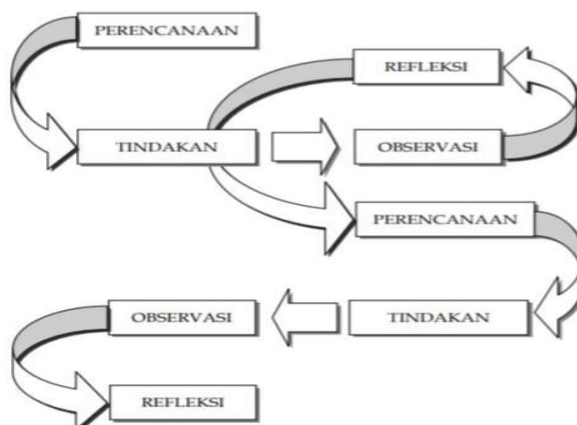 PERENCANAAN
REFLEKSI
TINDAKAN
OBSERVASI
PERENCANAAN
OBSERVASI
TINDAKAN
REFLEKSI